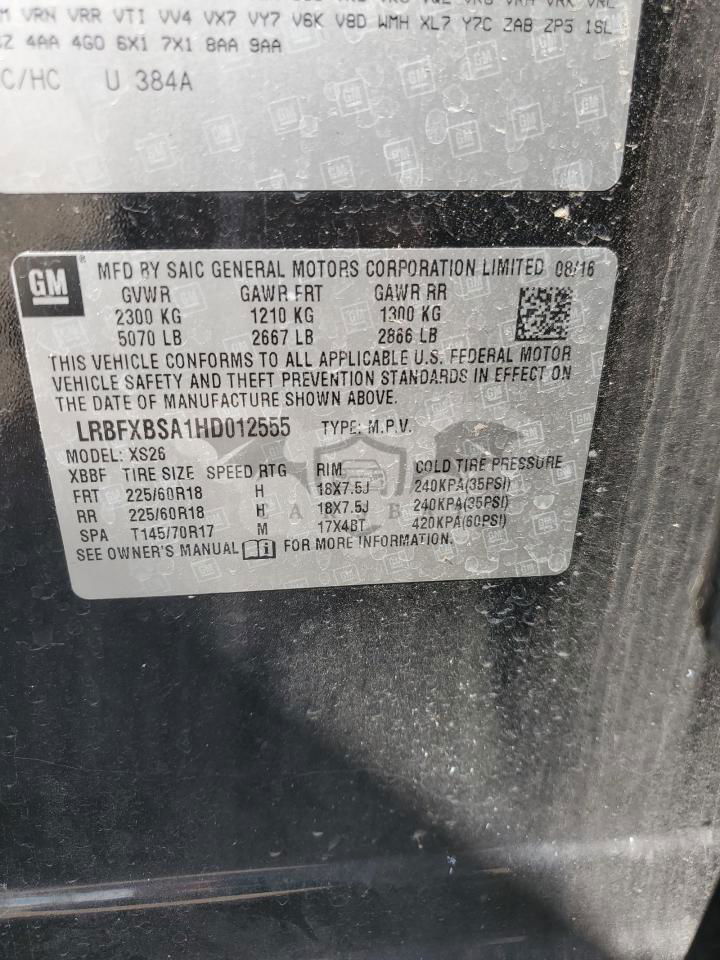 M VRN VRR VTI VV4 VX7 VY7 V6K V8D WMH XL7 Y7C ZAB ZP5 1SL
4AA 4G0 6X1 7X1 8AA 9AA
C/HC U 384A
GM
GM ® MFD BY SAIC GENERAL MOTORS CORPORATION LIMITED 08/16
GVWR GAWR FRT GAWR RR
2300 KG 1210 KG 1300 KG
5070 LB 2667 LB 2866 LB
THIS VEHICLE CONFORMS TO ALL APPLICABLE U.S. FEDERAL MOTOR
VEHICLE SAFETY AND THEFT PREVENTION STANDARDS IN EFFECT ON
THE DATE OF MANUFACTURE SHOWN ABOVE.
LRBFXBSA1HD012555 TYPE: M.P.V.
MODEL: XS26
XBBF TIRE SIZE SPEED RTG RIM COLD TIRE PRESSURE
FRT 225/60R18 H 18X7.5J 240KPA(35PSI)
RR 225/60R18 H 18X7.5J 240KPA(35PSI)
SPA T145/70R17 M 17X4BT 420KPA(60PSI)
SEE OWNER'S MANUAL FOR MORE INFORMATION.